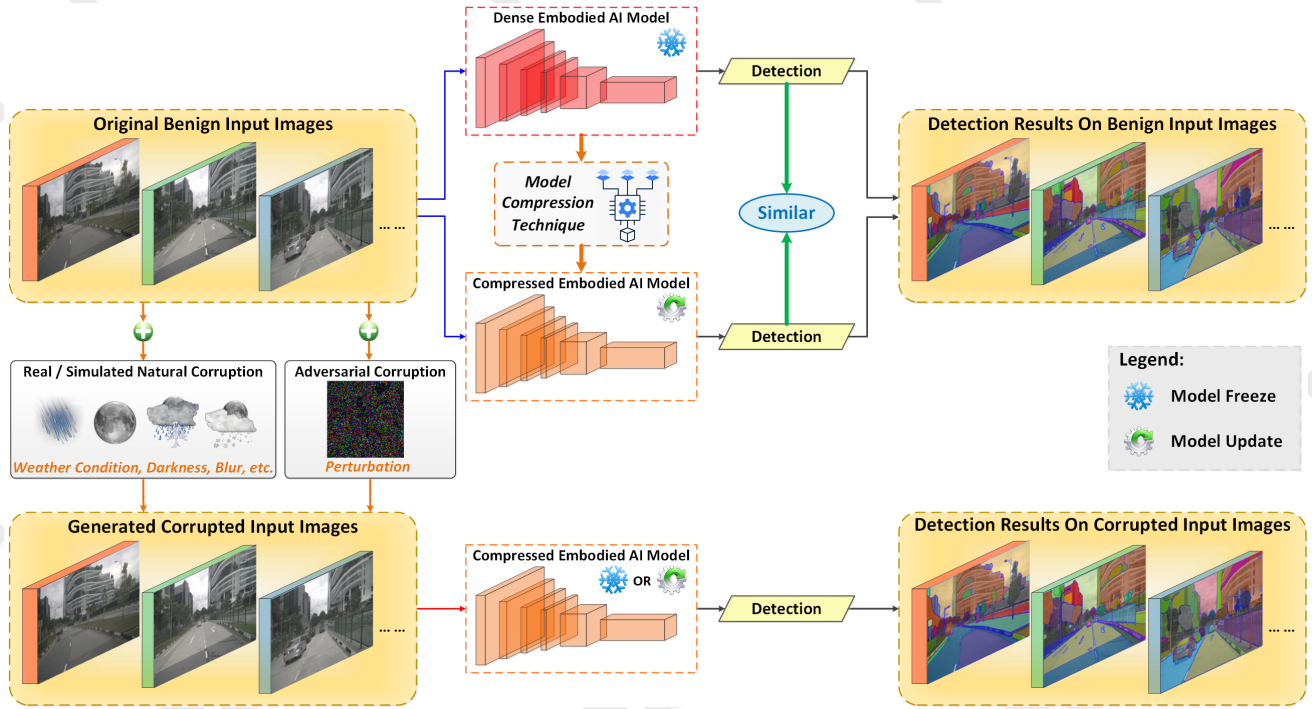 Dense Embodied AI Model
Detection
Original Benign Input Images
... ...
Model
Compression
Technique
Similar
Detection Results On Benign Input Images
... ...
Compressed Embodied AI Model
Detection
Real / Simulated Natural Corruption
Weather Condition, Darkness, Blur, etc.
Adversarial Corruption
Perturbation
Legend:
Model Freeze
Model Update
Generated Corrupted Input Images
... ...
Compressed Embodied AI Model
OR
Detection
Detection Results On Corrupted Input Images
... ...